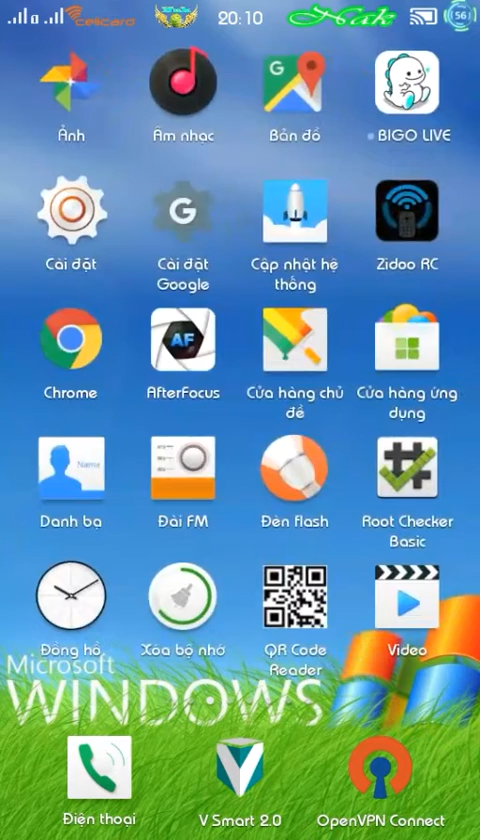 celicard 20:10 Nak 56
Ảnh Âm nhạc Bản đồ BIGO LIVE
G
Cài đặt Cài đặt Google Cập nhật hệ thống Zidoo RC
AF
Chrome AfterFocus Cửa hàng chủ đề Cửa hàng ứng dụng
Name
Danh bạ Đài FM Đèn flash Root Checker Basic
Đồng hồ Xóa bộ nhớ QR Code Reader Video
Microsoft
WINDOWS
Điện thoại V Smart 2.0 OpenVPN Connect